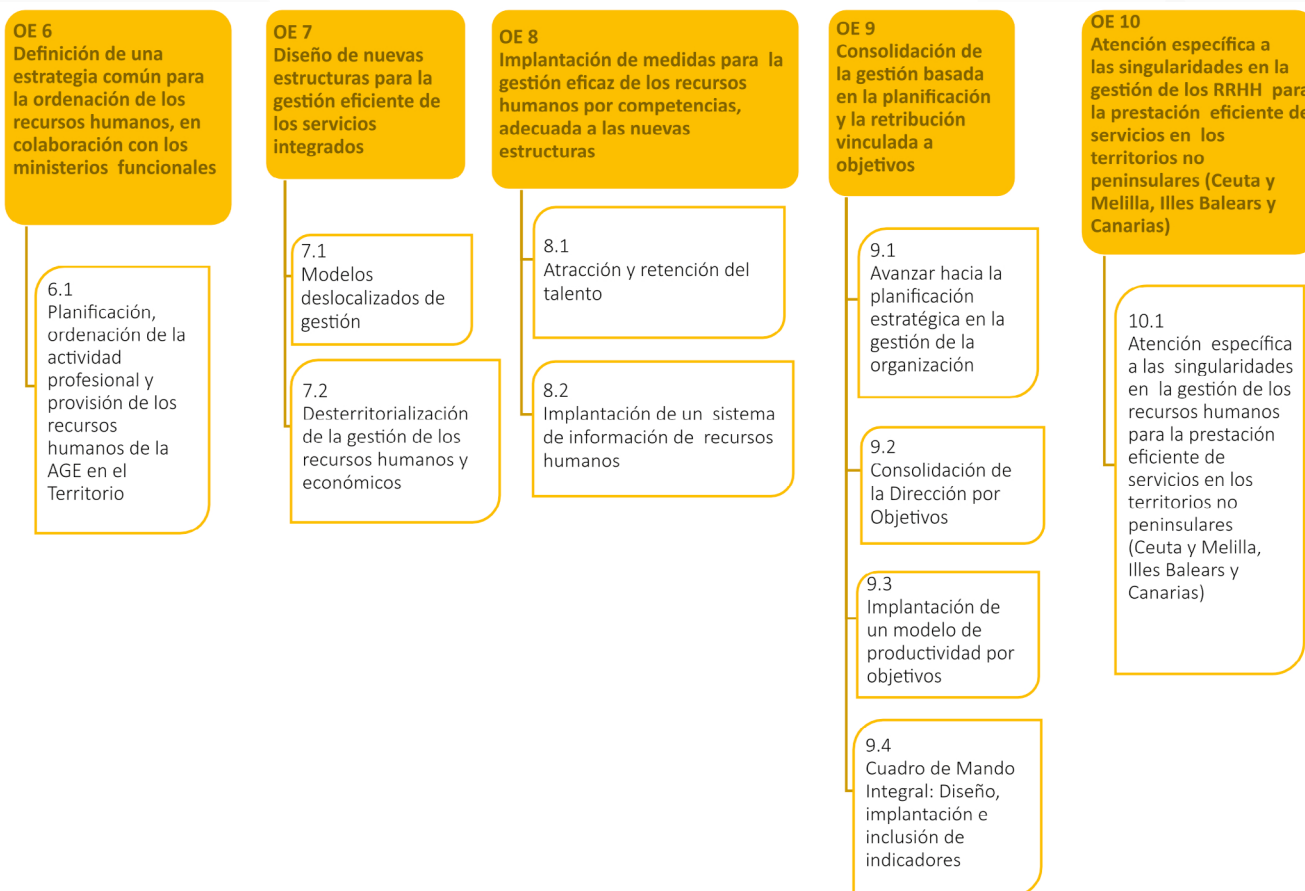 OE 6
Definición de una
estrategia común para
la ordenación de los
recursos humanos, en
colaboración con los
ministerios funcionales
6.1
Planificación,
ordenación de la
actividad
profesional y
provisión de los
recursos
humanos de la
AGE en el
Territorio
OE 7
Diseño de nuevas
estructuras para la
gestión eficiente de
los servicios
integrados
7.1
Modelos
deslocalizados de
gestión
7.2
Desterritorialización
de la gestión de los
recursos humanos y
económicos
OE 8
Implantación de medidas para la
gestión eficaz de los recursos
humanos por competencias,
adecuada a las nuevas
estructuras
8.1
Atracción y retención del
talento
8.2
Implantación de un sistema
de información de recursos
humanos
OE 9
Consolidación de
la gestión basada
en la planificación
y la retribución
vinculada a
objetivos
9.1
Avanzar hacia la
planificación
estratégica en la
gestión de la
organización
9.2
Consolidación de
la Dirección por
Objetivos
9.3
Implantación de
un modelo de
productividad por
objetivos
9.4
Cuadro de Mando
Integral: Diseño,
implantación e
inclusión de
indicadores
OE 10
Atención específica a
las singularidades en la
gestión de los RRHH para
la prestación eficiente de
servicios en los
territorios no
peninsulares (Ceuta y
Melilla, Illes Balears y
Canarias)
10.1
Atención específica
a las singularidades
en la gestión de los
recursos humanos
para la prestación
eficiente de
servicios en los
territorios no
peninsulares
(Ceuta y Melilla,
Illes Balears y
Canarias)